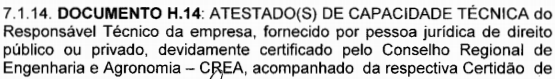 7.1.14. DOCUMENTO H.14: ATESTADO(S) DE CAPACIDADE TÉCNICA do
Responsável Técnico da empresa, fornecido por pessoa jurídica de direito
público ou privado, devidamente certificado pelo Conselho Regional de
Engenharia e Agronomia – CREA, acompanhado da respectiva Certidão de